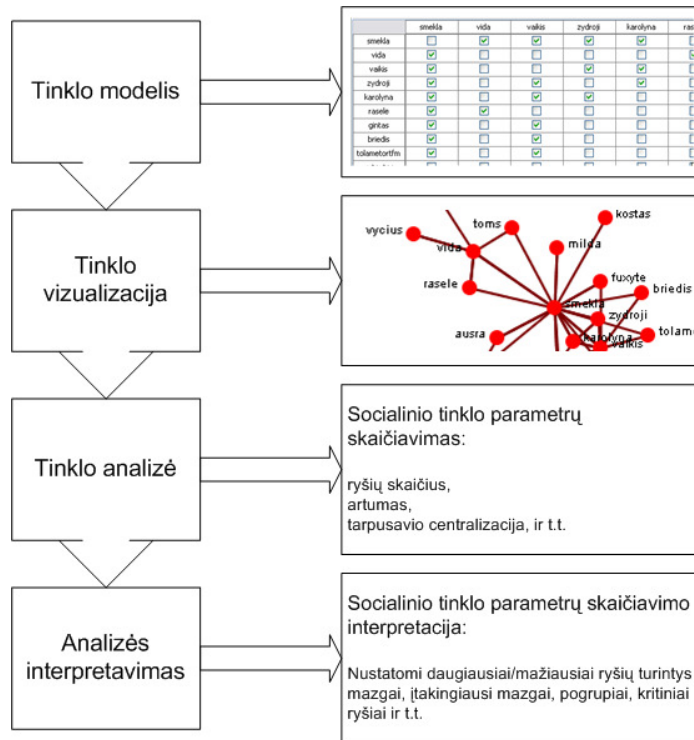 Tinklo modelis
smekla vida vaikis zydroji karolyna
smekla
vida
vaikis
zydroji
karolyna
rasele
gintas
briedis
tolametortfm
Tinklo
vizualizacija
kostas
toms
vycius
vida
milda
fuxyte
rasele
briedis
smekla
zydroji
ausra
karolyna
vaikis
Tinklo analizė
Socialinio tinklo parametrų
skaičiavimas:
ryšių skaičius,
artumas,
tarpusavio centralizacija, ir t.t.
Analizės
interpretavimas
Socialinio tinklo parametrų skaičiavimo
interpretacija:
Nustatomi daugiausiai/mažiausiai ryšių turintys
mazgai, įtakingiausi mazgai, pogrupiai, kritiniai
ryšiai ir t.t.